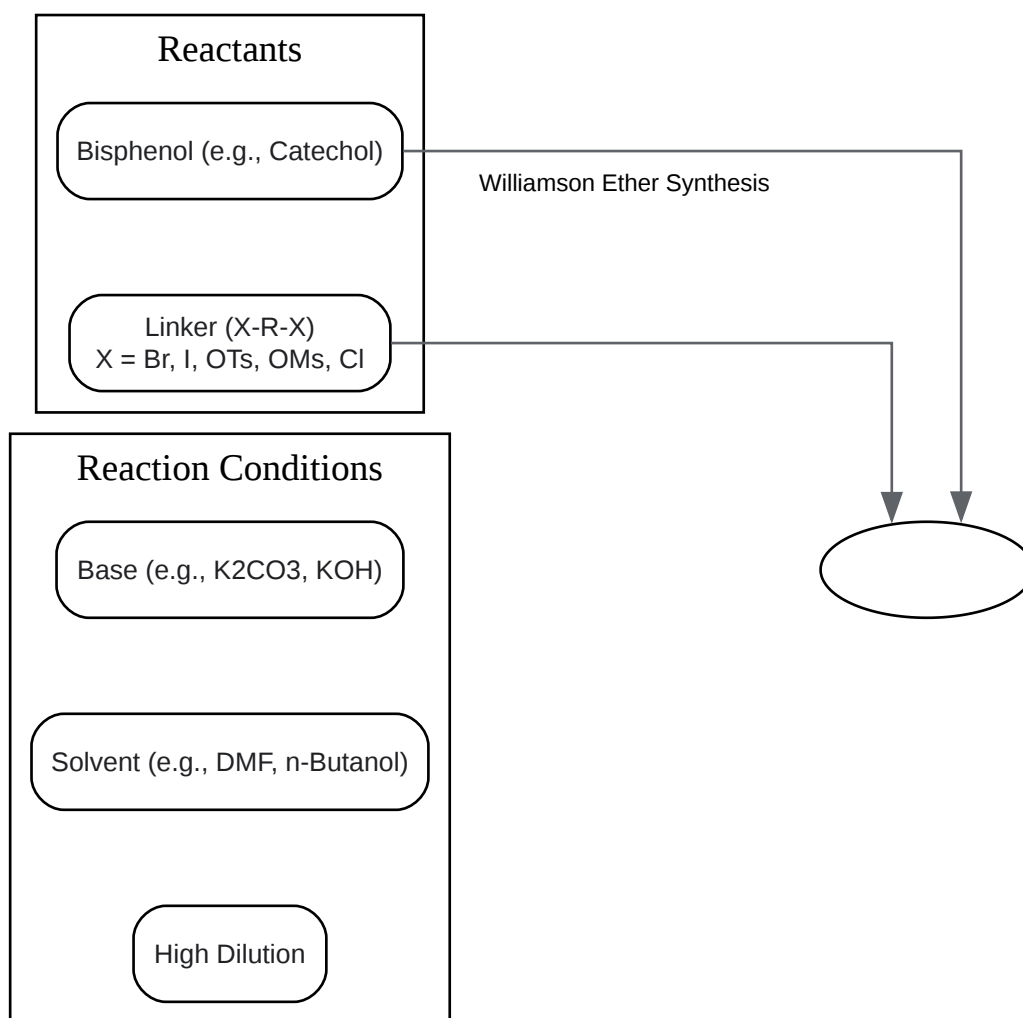 Reactants
Bisphenol (e.g., Catechol)
Williamson Ether Synthesis
Linker (X-R-X)
X = Br, I, OTs, OMs, Cl
Reaction Conditions
Base (e.g., K2CO3, KOH)
Solvent (e.g., DMF, n-Butanol)
High Dilution